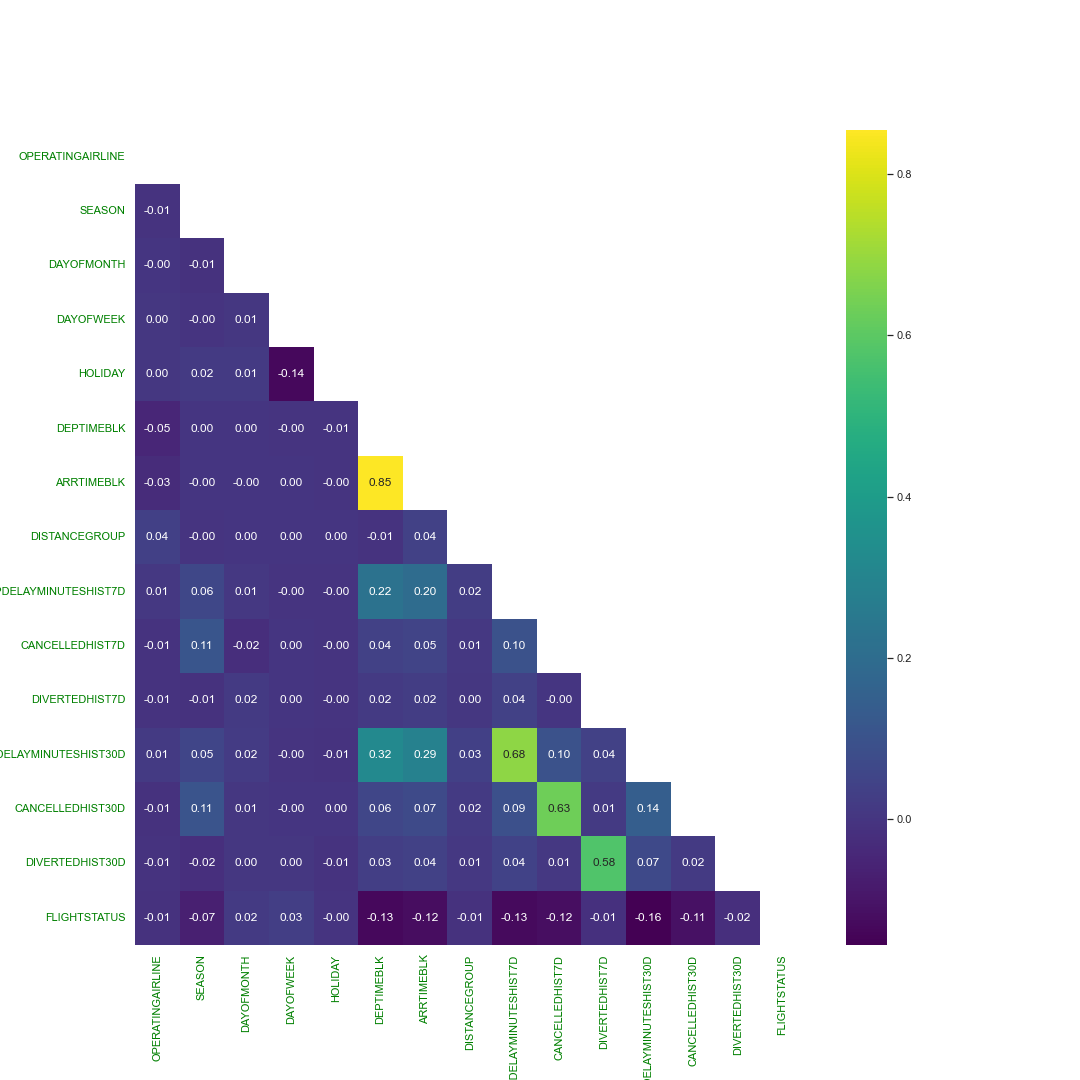 OPERATINGAIRLINE
SEASON -0.01
DAYOFMONTH -0.00 -0.01
DAYOFWEEK 0.00 -0.00 0.01
HOLIDAY 0.00 0.02 0.01 -0.14
DEPTIMEBLK -0.05 0.00 0.00 -0.00 -0.01
ARRTIMEBLK -0.03 -0.00 -0.00 0.00 -0.00 0.85
DISTANCEGROUP 0.04 -0.00 0.00 0.00 0.00 -0.01 0.04
DELAYMINUTESHIST7D 0.01 0.06 0.01 -0.00 -0.00 0.22 0.20 0.02
CANCELLEDHIST7D -0.01 0.11 -0.02 0.00 -0.00 0.04 0.05 0.01 0.10
DIVERTEDHIST7D -0.01 -0.01 0.02 0.00 -0.00 0.02 0.02 0.00 0.04 -0.00
DELAYMINUTESHIST30D 0.01 0.05 0.02 -0.00 -0.01 0.32 0.29 0.03 0.68 0.10 0.04
CANCELLEDHIST30D -0.01 0.11 0.01 -0.00 0.00 0.06 0.07 0.02 0.09 0.63 0.01 0.14
DIVERTEDHIST30D -0.01 -0.02 0.00 0.00 -0.01 0.03 0.04 0.01 0.04 0.01 0.58 0.07 0.02
FLIGHTSTATUS -0.01 -0.07 0.02 0.03 -0.00 -0.13 -0.12 -0.01 -0.13 -0.12 -0.01 -0.16 -0.11 -0.02
OPERATINGAIRLINE
SEASON
DAYOFMONTH
DAYOFWEEK
HOLIDAY
DEPTIMEBLK
ARRTIMEBLK
DISTANCEGROUP
DELAYMINUTESHIST7D
CANCELLEDHIST7D
DIVERTEDHIST7D
ELAYMINUTESHIST30D
CANCELLEDHIST30D
DIVERTEDHIST30D
FLIGHTSTATUS
0.8
0.6
0.4
0.2
0.0